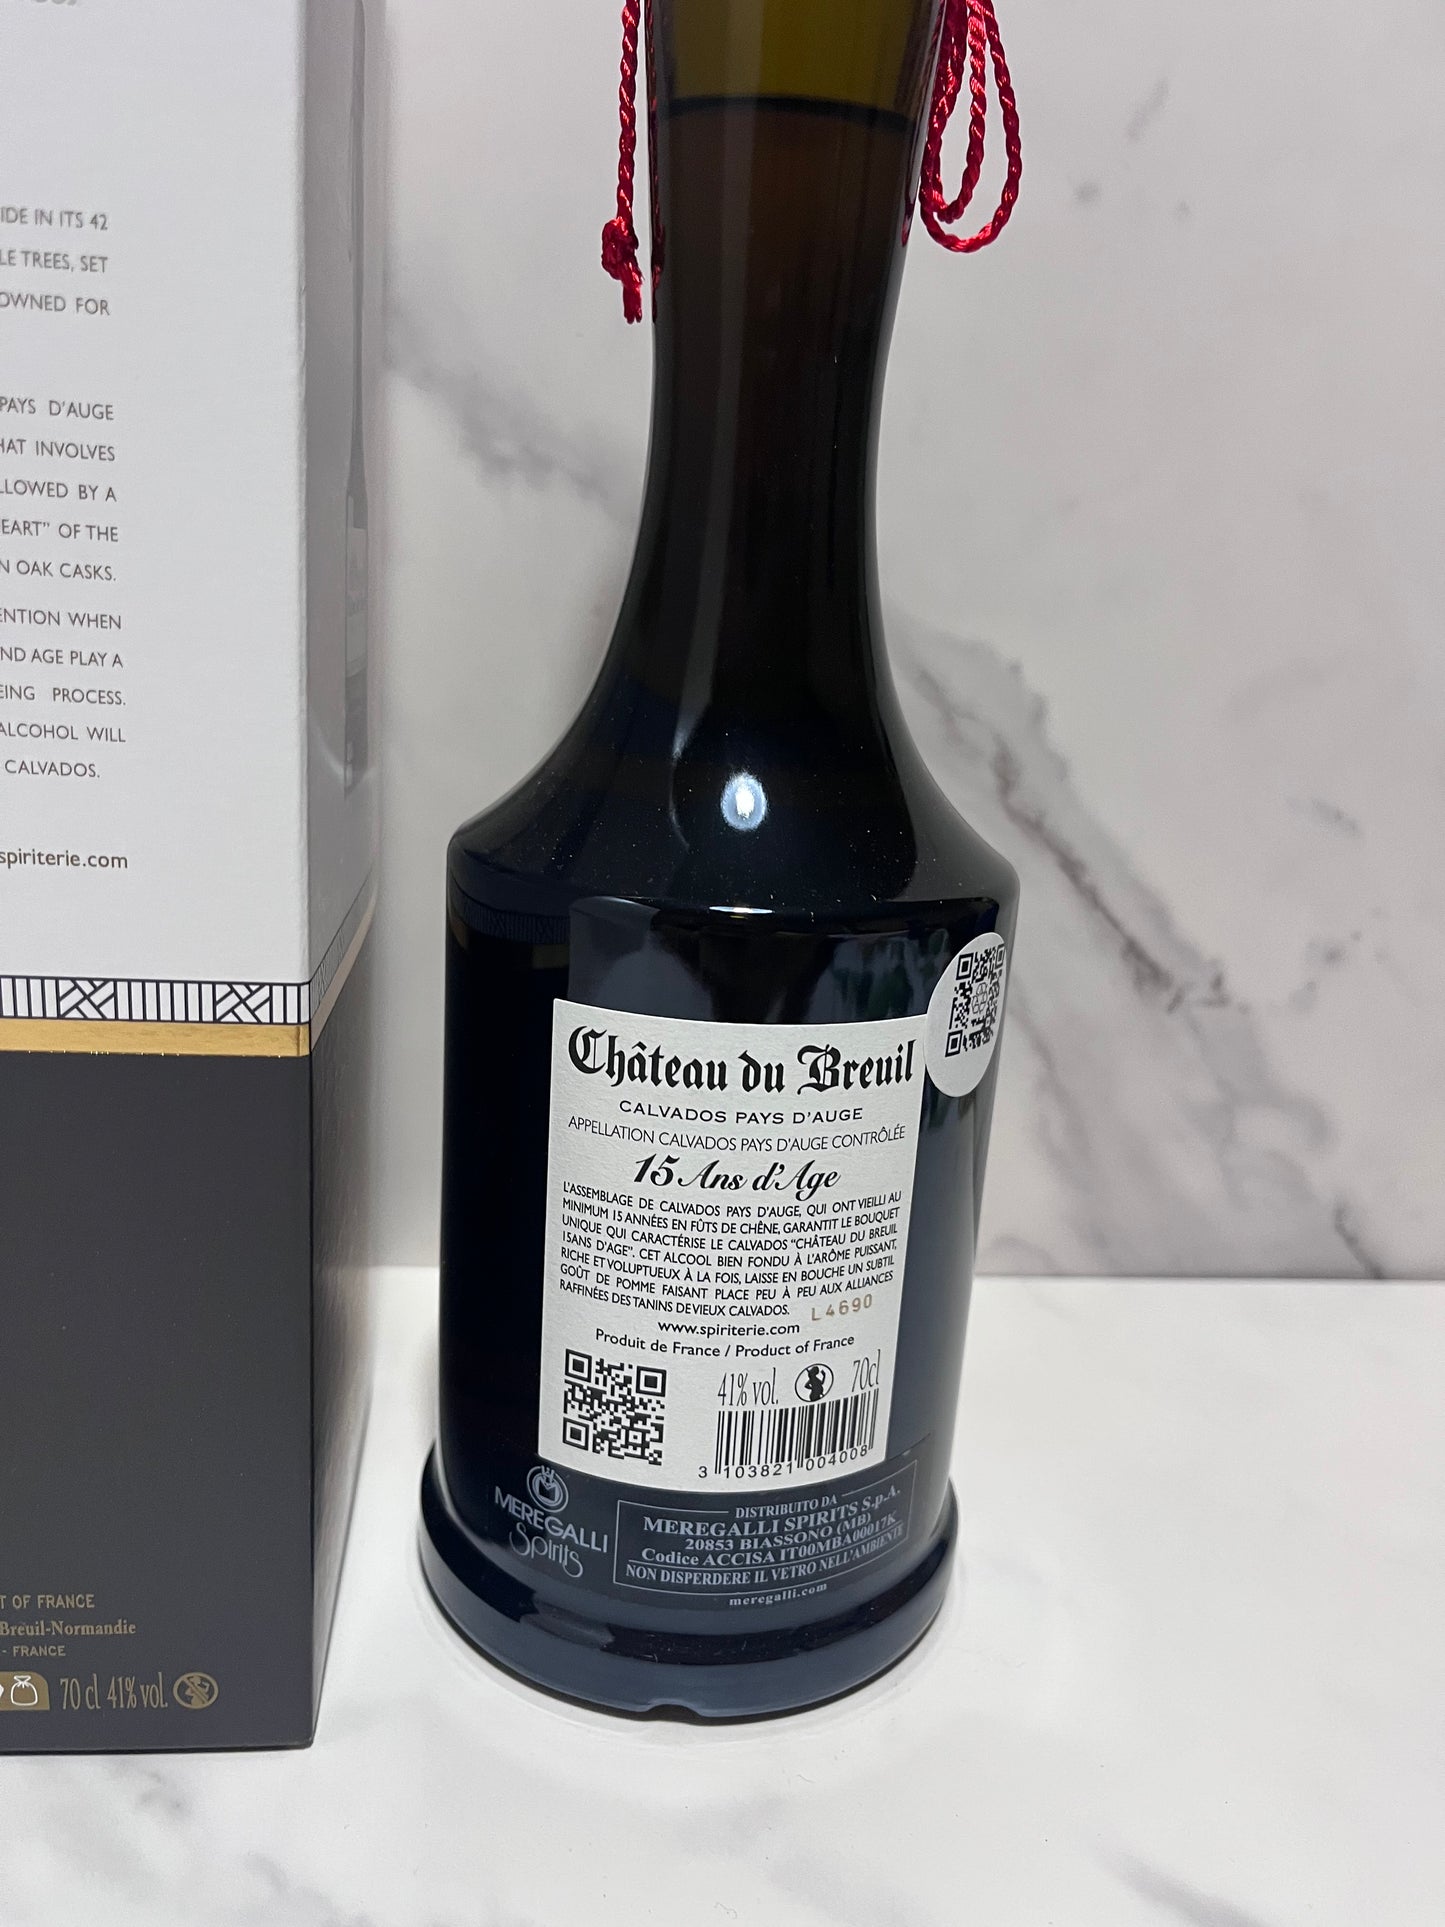 IDE IN ITS 42
LE TREES, SET
OWNED FOR
PAYS D'AUGE
HAT INVOLVES
LLOWED BY A
EART" OF THE
N OAK CASKS.
ENTION WHEN
ND AGE PLAY A
EING PROCESS.
ALCOHOL WILL
CALVADOS.
spiriterie.com
T OF FRANCE
Breuil-Normandie
- FRANCE
70 cl 41% vol.
Château du Breuil
CALVADOS PAYS D'AUGE
APPELLATION CALVADOS PAYS D'AUGE CONTRÔLÉE
15 Ans d'Age
L'ASSEMBLAGE DE CALVADOS PAYS D'AUGE, QUI ONT VIEILLI AU
MINIMUM 15 ANNÉES EN FÛTS DE CHÊNE, GARANTIT LE BOUQUET
UNIQUE QUI CARACTÉRISE LE CALVADOS "CHÂTEAU DU BREUIL
15ANS D'AGE". CET ALCOOL BIEN FONDU À L'ARÔME PUISSANT,
RICHE ET VOLUPTUEUX À LA FOIS, LAISSE EN BOUCHE UN SUBTIL
GOÛT DE POMME FAISANT PLACE PEU À PEU AUX ALLIANCES
RAFFINÉES DES TANINS DE VIEUX CALVADOS.
L4690
www.spiriterie.com
Produit de France / Product of France
41% vol. 70cl
3 103821 004008
MEREGALLI
Spirits
DISTRIBUITO DA
MEREGALLI SPIRITS S.p.A.
20853 BIASSONO (MB)
Codice ACCISA IT00MBA00017K
NON DISPERDERE IL VETRO NELL'AMBIENTE
meregalli.com